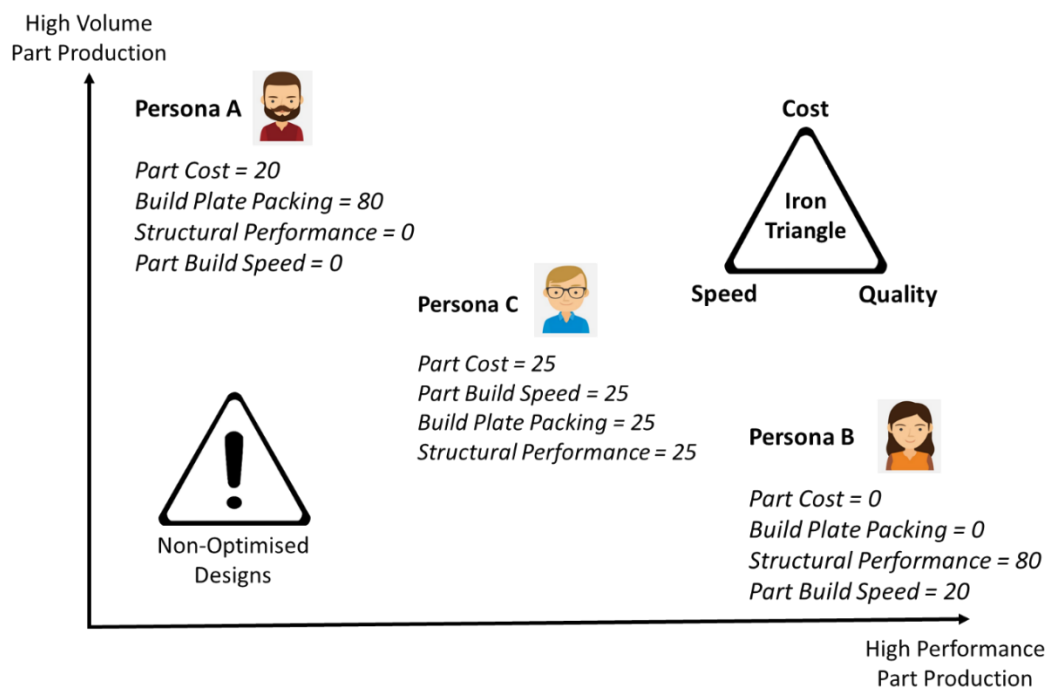 High Volume
Part Production
Persona A
Part Cost = 20
Build Plate Packing = 80
Structural Performance = 0
Part Build Speed = 0
Cost
Iron
Triangle
Speed
Quality
Persona C
Part Cost = 25
Part Build Speed = 25
Build Plate Packing = 25
Structural Performance = 25
!
Non-Optimised
Designs
Persona B
Part Cost = 0
Build Plate Packing = 0
Structural Performance = 80
Part Build Speed = 20
High Performance
Part Production